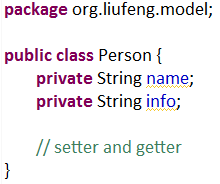 package org.liufeng.model;
public class Person {
private String name;
private String info;
// setter and getter
}